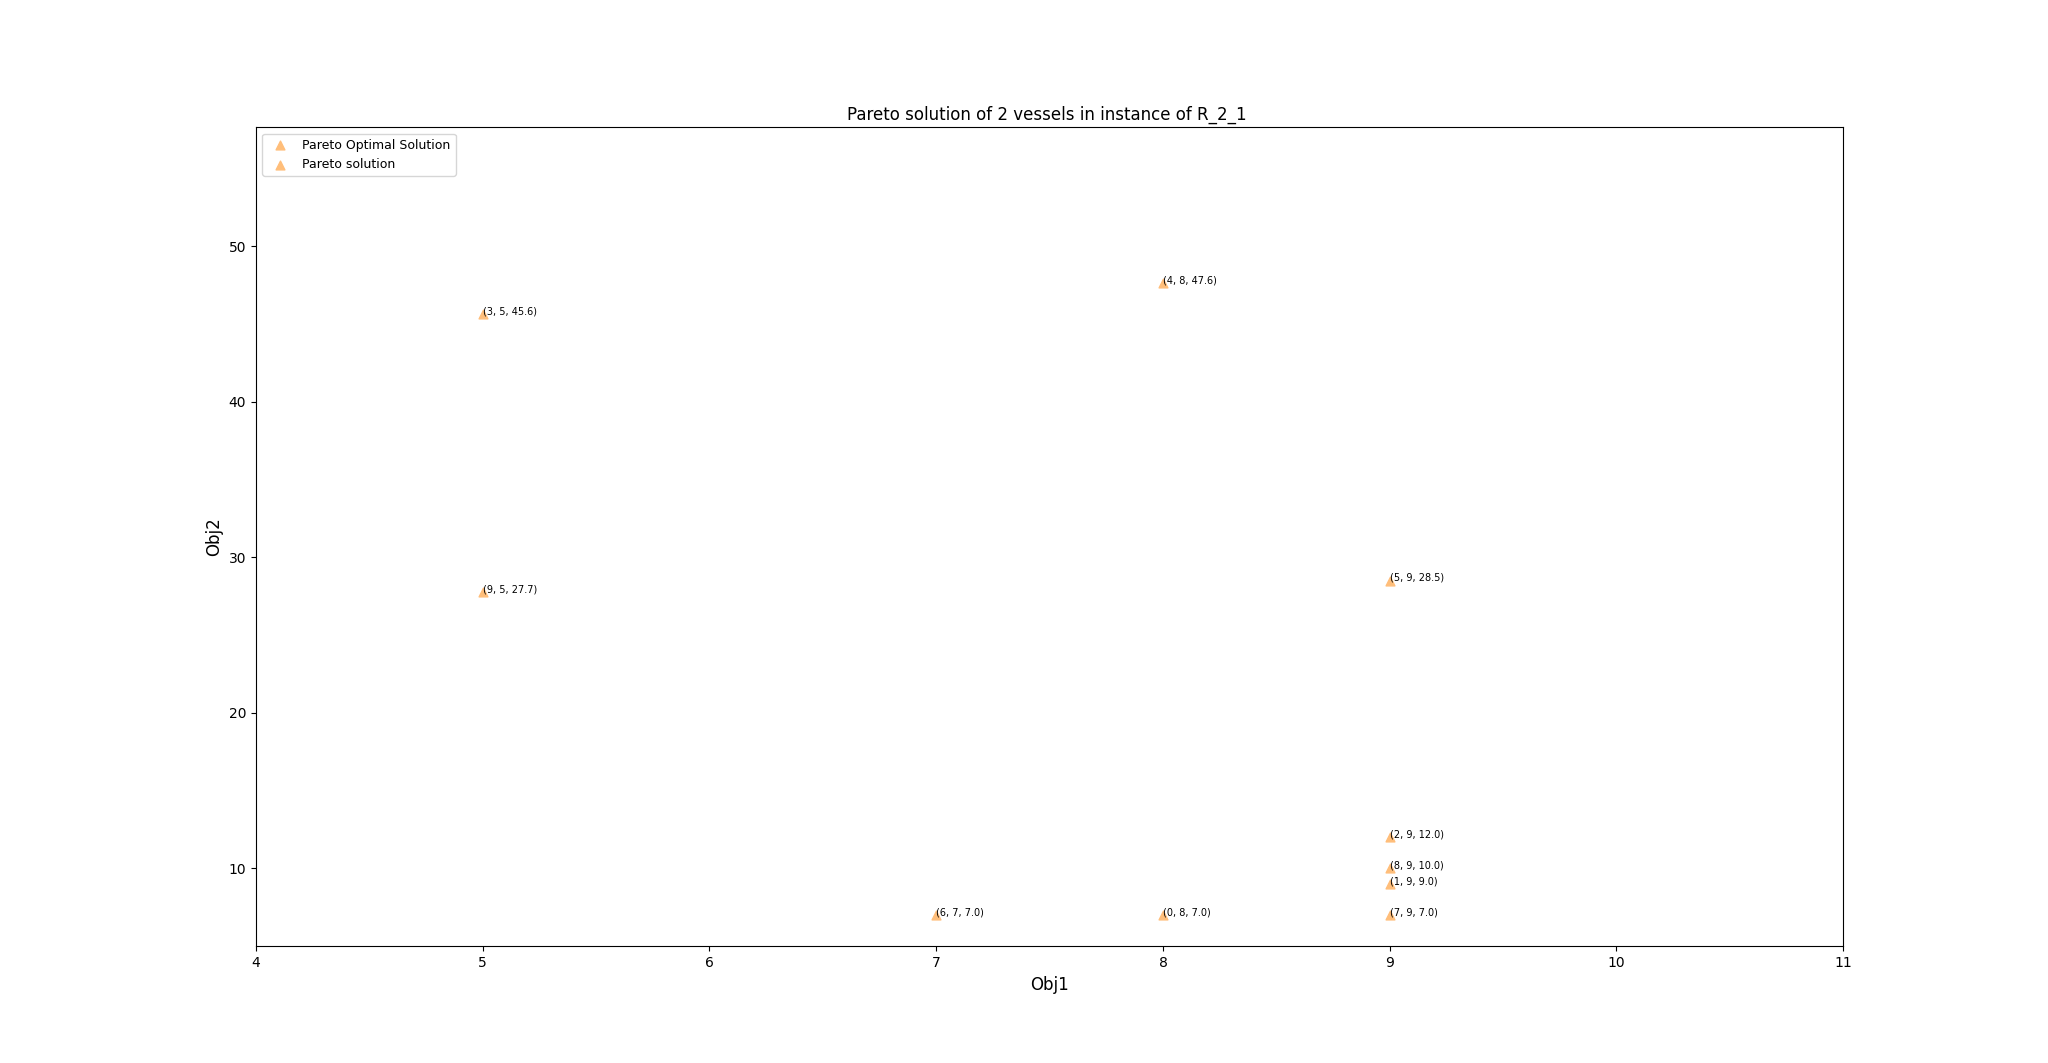 Pareto solution of 2 vessels in instance of R_2_1
Pareto Optimal Solution
Pareto solution
50
(4, 8, 47.6)
(3, 5, 45.6)
40
Obj2
30
(5, 9, 28.5)
(9, 5, 27.7)
20
(2, 9, 12.0)
10
(8, 9, 10.0)
(1, 9, 9.0)
(6, 7, 7.0)
(0, 8, 7.0)
(7, 9, 7.0)
4 5 6 7 8 9 10 11
Obj1